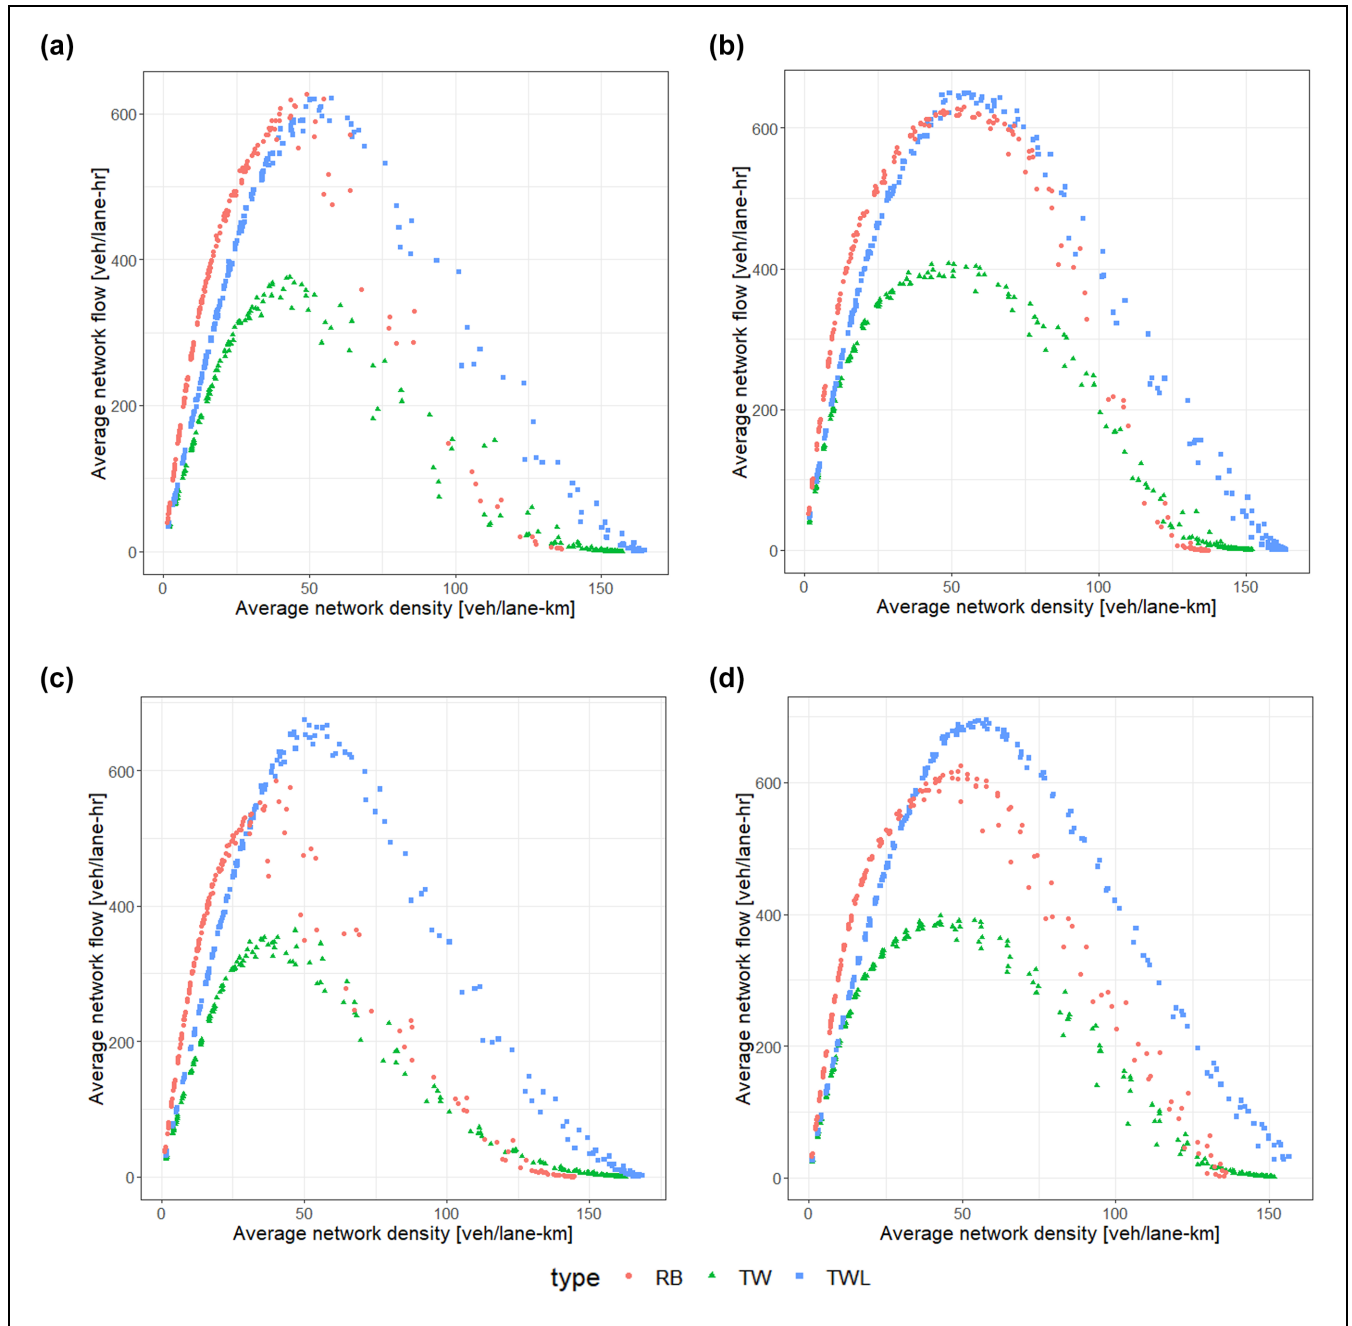 (a)
(b)
600
400
200
0
0 50 100 150
Average network flow [veh/lane-hr]
Average network density [veh/lane-km]
600
400
200
0
0 50 100 150
Average network flow [veh/lane-hr]
Average network density [veh/lane-km]
(c)
(d)
600
400
200
0
0 50 100 150
Average network flow [veh/lane-hr]
Average network density [veh/lane-km]
600
400
200
0
0 50 100 150
Average network flow [veh/lane-hr]
Average network density [veh/lane-km]
type RB TW TWL